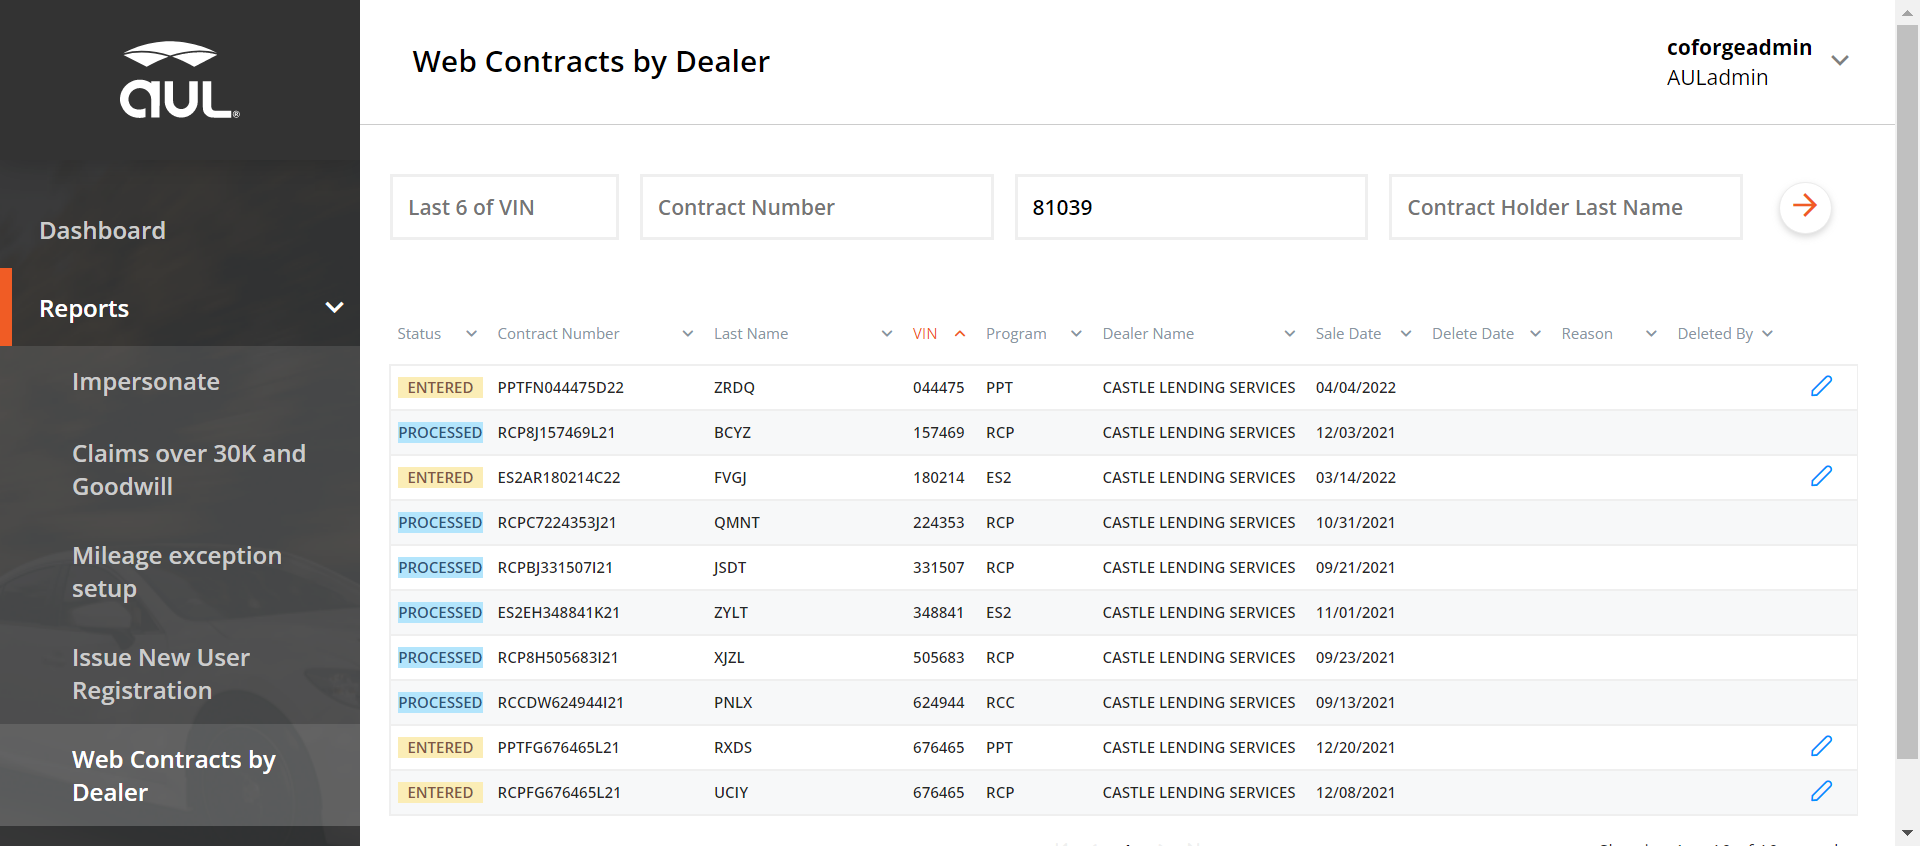 aUL®
Web Contracts by Dealer
coforgeadmin
AULadmin
Dashboard
Reports
Impersonate
Claims over 30K and
Goodwill
Mileage exception
setup
Issue New User
Registration
Web Contracts by
Dealer
Last 6 of VIN Contract Number 81039 Contract Holder Last Name
Status Contract Number Last Name VIN Program Dealer Name Sale Date Delete Date Reason Deleted By
ENTERED PPTFN044475D22 ZRDQ 044475 PPT CASTLE LENDING SERVICES 04/04/2022
PROCESSED RCP8J157469L21 BCYZ 157469 RCP CASTLE LENDING SERVICES 12/03/2021
ENTERED ES2AR180214C22 FVGJ 180214 ES2 CASTLE LENDING SERVICES 03/14/2022
PROCESSED RCPC7224353J21 QMNT 224353 RCP CASTLE LENDING SERVICES 10/31/2021
PROCESSED RCPBJ331507I21 JSDT 331507 RCP CASTLE LENDING SERVICES 09/21/2021
PROCESSED ES2EH348841K21 ZYLT 348841 ES2 CASTLE LENDING SERVICES 11/01/2021
PROCESSED RCP8H505683I21 XJZL 505683 RCP CASTLE LENDING SERVICES 09/23/2021
PROCESSED RCCDW624944I21 PNLX 624944 RCC CASTLE LENDING SERVICES 09/13/2021
ENTERED PPTFG676465L21 RXDS 676465 PPT CASTLE LENDING SERVICES 12/20/2021
ENTERED RCPFG676465L21 UCIY 676465 RCP CASTLE LENDING SERVICES 12/08/2021